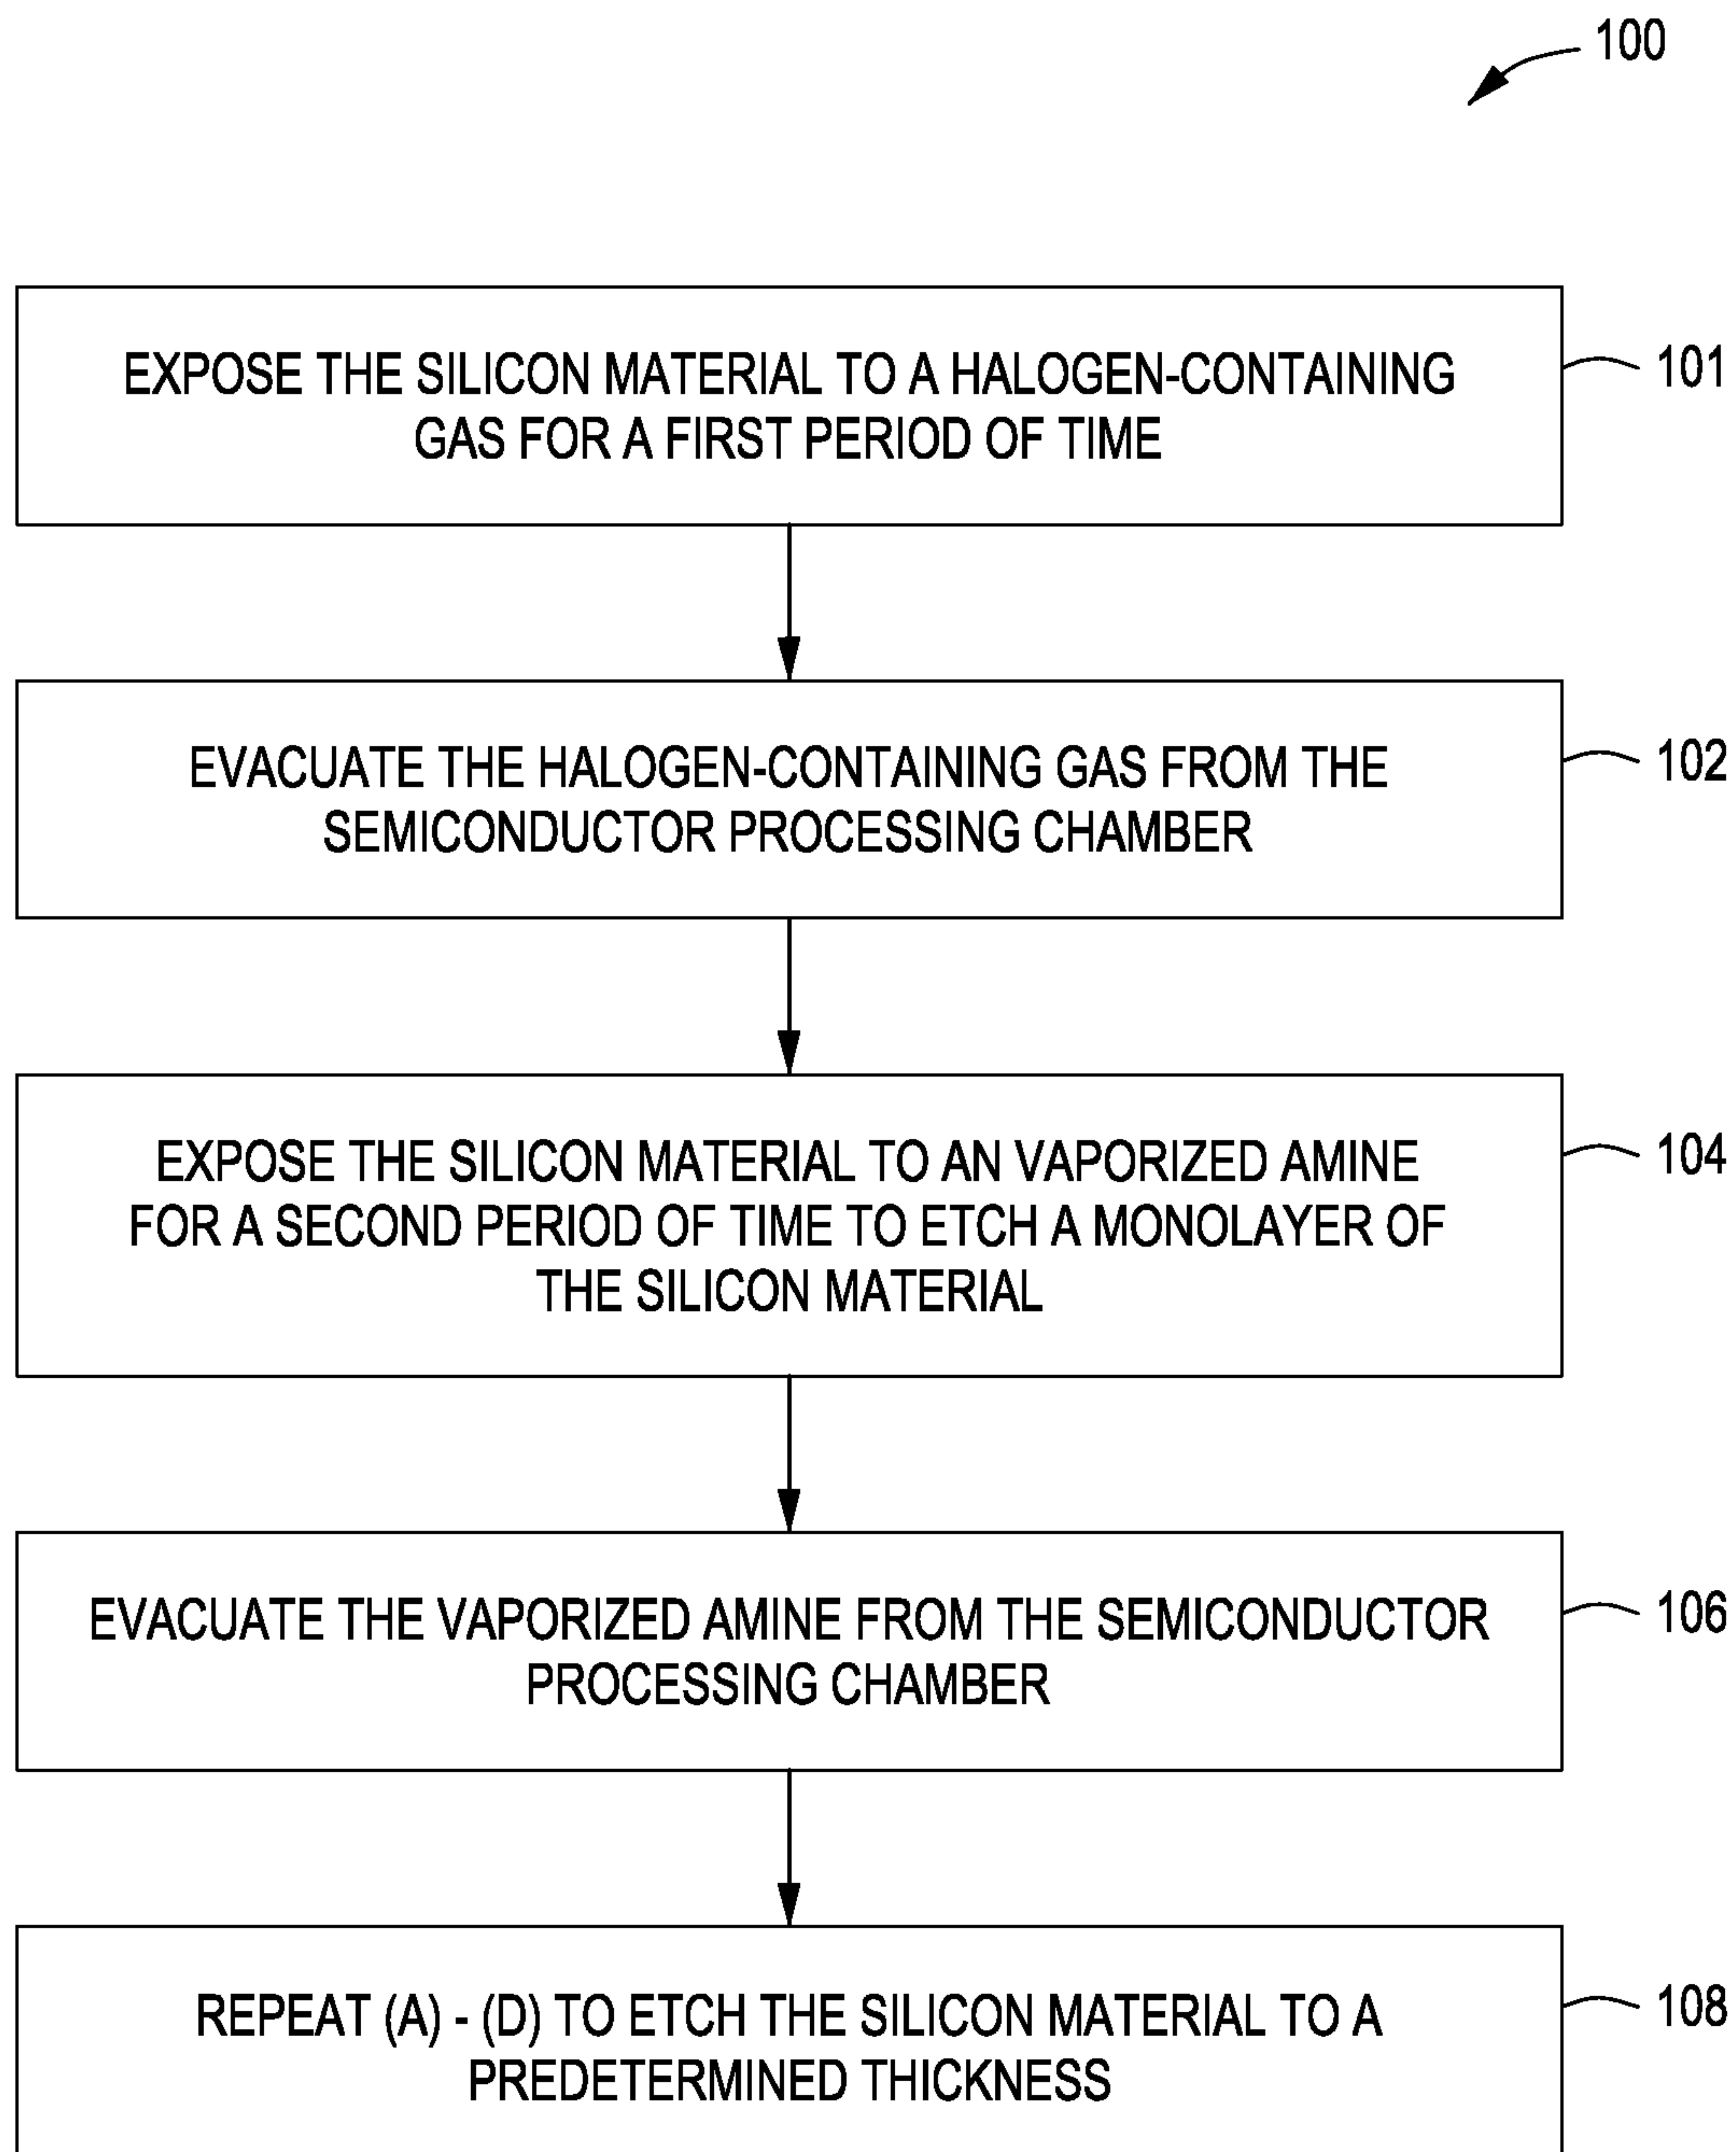 100
EXPOSE THE SILICON MATERIAL TO A HALOGEN-CONTAINING
GAS FOR A FIRST PERIOD OF TIME
101
EVACUATE THE HALOGEN-CONTAINING GAS FROM THE
SEMICONDUCTOR PROCESSING CHAMBER
102
EXPOSE THE SILICON MATERIAL TO AN VAPORIZED AMINE
FOR A SECOND PERIOD OF TIME TO ETCH A MONOLAYER OF
THE SILICON MATERIAL
104
EVACUATE THE VAPORIZED AMINE FROM THE SEMICONDUCTOR
PROCESSING CHAMBER
106
REPEAT (A) - (D) TO ETCH THE SILICON MATERIAL TO A
PREDETERMINED THICKNESS
108